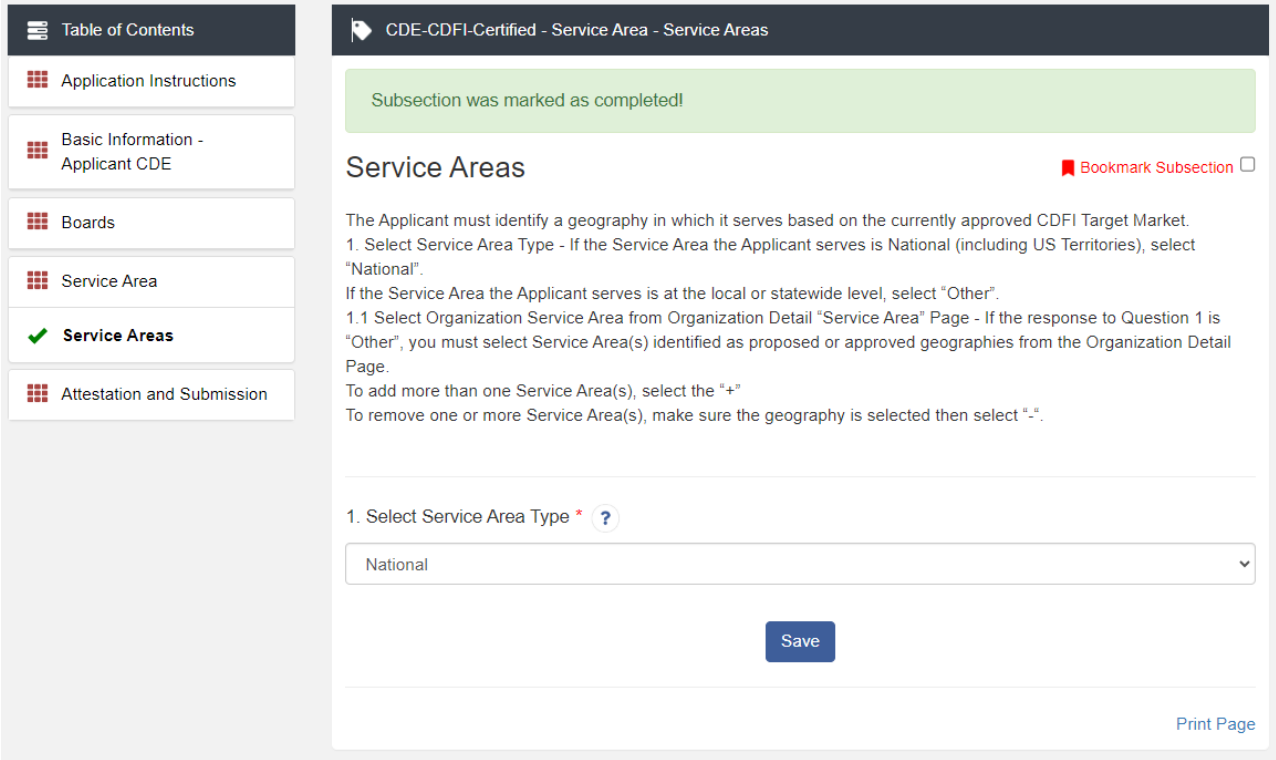 Table of Contents
Application Instructions
Basic Information -
Applicant CDE
Boards
Service Area
Service Areas
Attestation and Submission
CDE-CDFI-Certified - Service Area - Service Areas
Subsection was marked as completed!
Service Areas
Bookmark Subsection
The Applicant must identify a geography in which it serves based on the currently approved CDFI Target Market.
1. Select Service Area Type - If the Service Area the Applicant serves is National (including US Territories), select
“National”.
If the Service Area the Applicant serves is at the local or statewide level, select “Other”.
1.1 Select Organization Service Area from Organization Detail “Service Area” Page - If the response to Question 1 is
“Other”, you must select Service Area(s) identified as proposed or approved geographies from the Organization Detail
Page.
To add more than one Service Area(s), select the “+”
To remove one or more Service Area(s), make sure the geography is selected then select “-“.
1. Select Service Area Type * ?
National
Save
Print Page